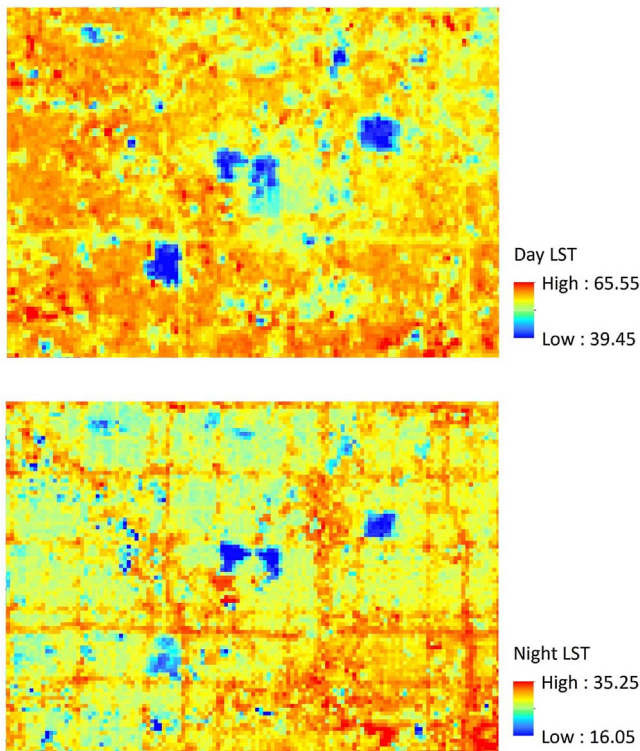 Day LST
High : 65.55
Low : 39.45
Night LST
High : 35.25
Low : 16.05